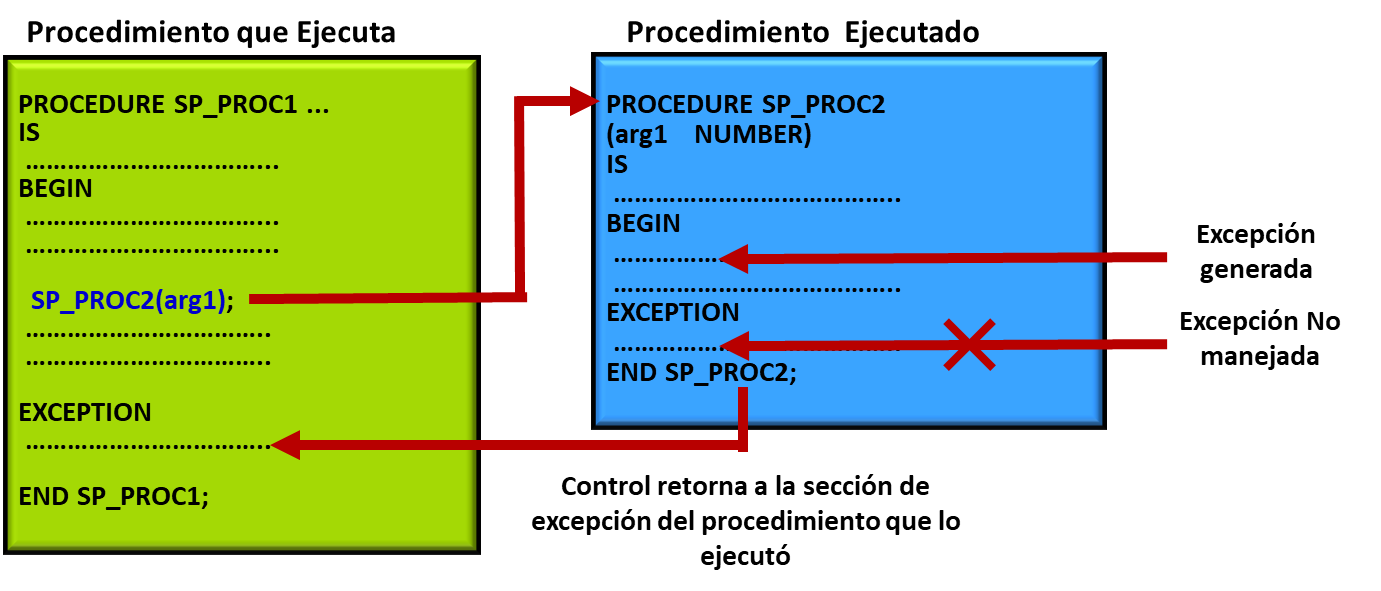 Procedimiento que Ejecuta
PROCEDURE SP_PROC1 ...
IS
……………………………...
BEGIN
……………………………...
……………………………...
SP_PROC2(arg1);
……………………………..
……………………………..
EXCEPTION
……………………………..
END SP_PROC1;
Procedimiento Ejecutado
PROCEDURE SP_PROC2
(arg1 NUMBER)
IS
…………………………………..
BEGIN
…………………………………..
…………………………………..
EXCEPTION
…………………………………..
END SP_PROC2;
Excepción
generada
Excepción No
manejada
Control retorna a la sección de
excepción del procedimiento que lo
ejecutó